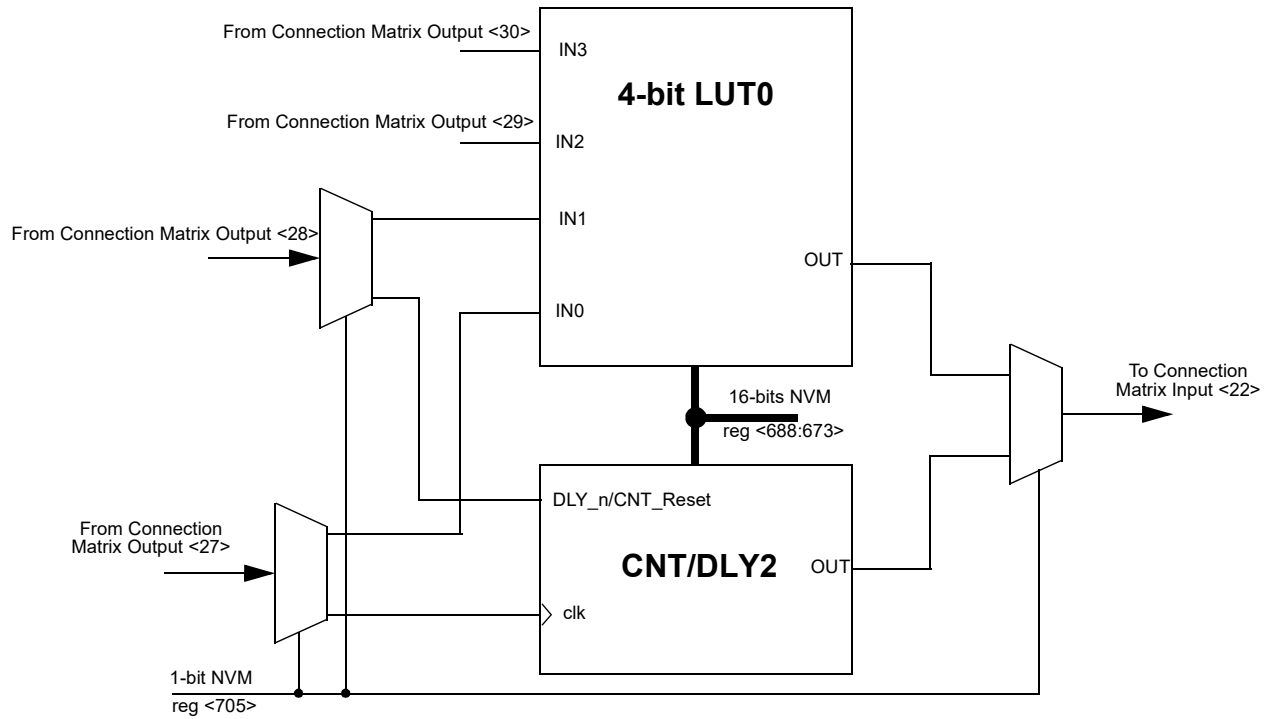 From Connection Matrix Output <30>
IN3
4-bit LUT0
From Connection Matrix Output <29>
IN2
IN1
From Connection Matrix Output <28>
OUT
IN0
To Connection
Matrix Input <22>
16-bits NVM
reg <688:673>
DLY_n/CNT_Reset
From Connection
Matrix Output <27>
CNT/DLY2
OUT
clk
1-bit NVM
reg <705>